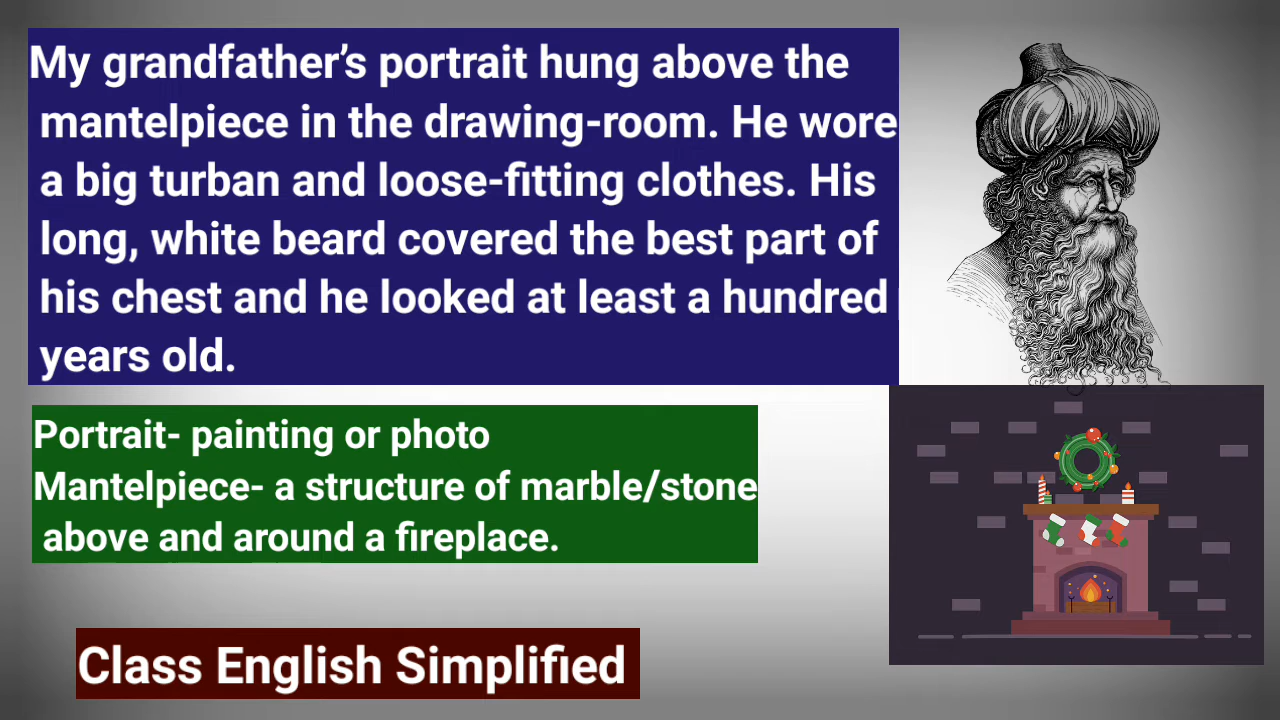 My grandfather’s portrait hung above the
mantelpiece in the drawing-room. He wore
a big turban and loose-fitting clothes. His
long, white beard covered the best part of
his chest and he looked at least a hundred
years old.
Portrait- painting or photo
Mantelpiece- a structure of marble/stone
above and around a fireplace.
Class English Simplified